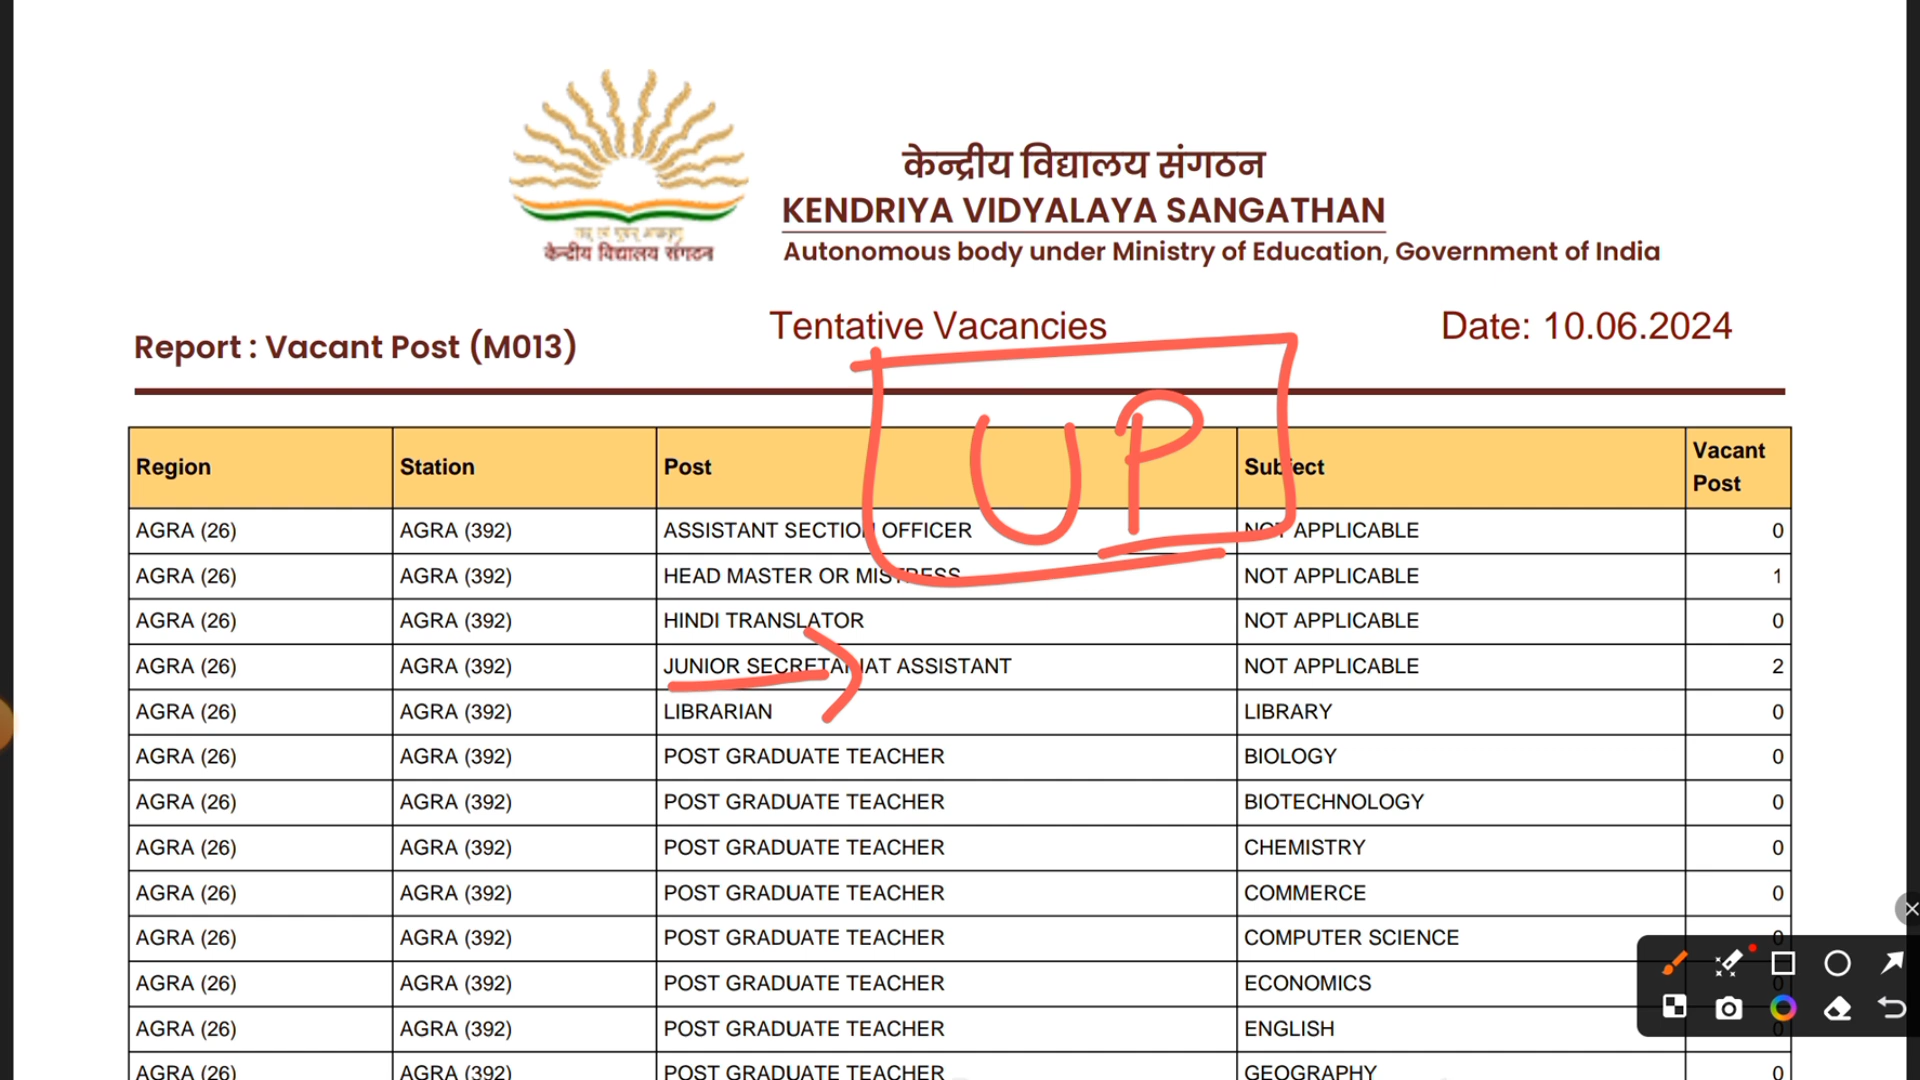 केन्द्रीय विद्यालय संगठन
KENDRIYA VIDYALAYA SANGATHAN
Autonomous body under Ministry of Education, Government of India
केन्द्रीय विद्यालय संगठन
Report : Vacant Post (M013)
Tentative Vacancies
Date: 10.06.2024
UP
Region Station Post Subject Vacant Post
AGRA (26) AGRA (392) ASSISTANT SECTION OFFICER NOT APPLICABLE 0
AGRA (26) AGRA (392) HEAD MASTER OR MISTRESS NOT APPLICABLE 1
AGRA (26) AGRA (392) HINDI TRANSLATOR NOT APPLICABLE 0
AGRA (26) AGRA (392) JUNIOR SECRETARIAT ASSISTANT NOT APPLICABLE 2
AGRA (26) AGRA (392) LIBRARIAN LIBRARY 0
AGRA (26) AGRA (392) POST GRADUATE TEACHER BIOLOGY 0
AGRA (26) AGRA (392) POST GRADUATE TEACHER BIOTECHNOLOGY 0
AGRA (26) AGRA (392) POST GRADUATE TEACHER CHEMISTRY 0
AGRA (26) AGRA (392) POST GRADUATE TEACHER COMMERCE 0
AGRA (26) AGRA (392) POST GRADUATE TEACHER COMPUTER SCIENCE 0
AGRA (26) AGRA (392) POST GRADUATE TEACHER ECONOMICS 0
AGRA (26) AGRA (392) POST GRADUATE TEACHER ENGLISH 0
AGRA (26) AGRA (392) POST GRADUATE TEACHER GEOGRAPHY 0